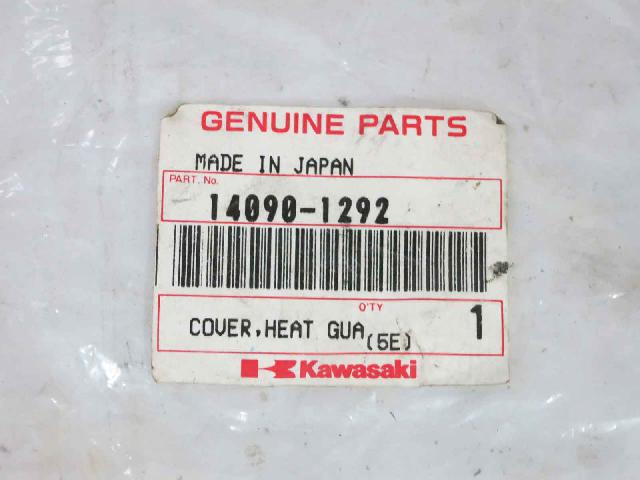 GENUINE PARTS
MADE IN JAPAN
PART. No.
14090-1292
Q'TY
COVER,HEAT GUA(5E) 1
Kawasaki